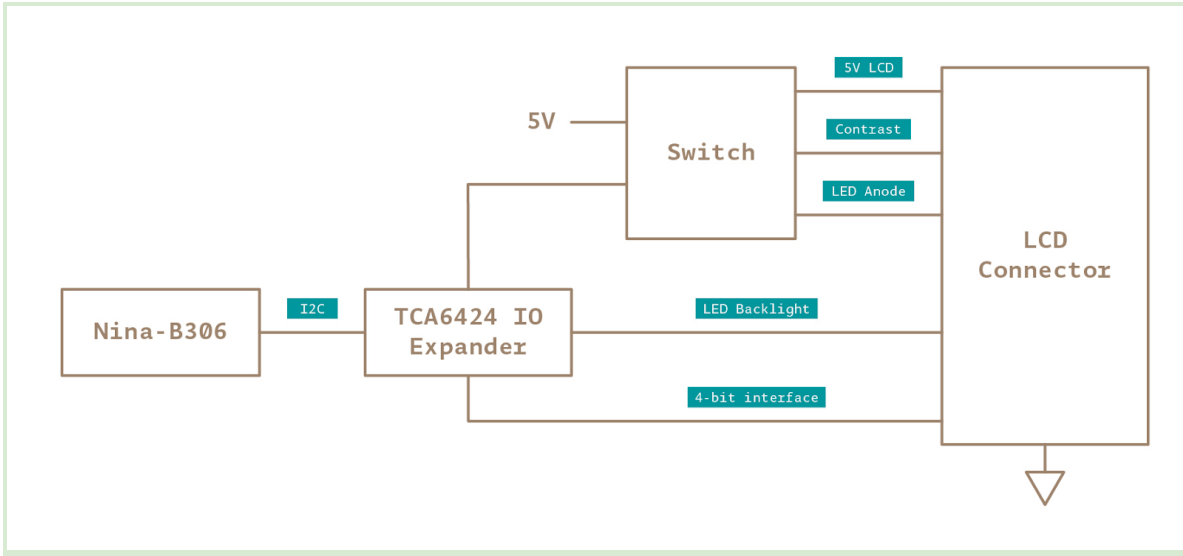 5V LCD
5V
Contrast
Switch
LED Anode
LCD
Connector
I2C
Nina-B306
TCA6424 IO
Expander
LED Backlight
4-bit interface